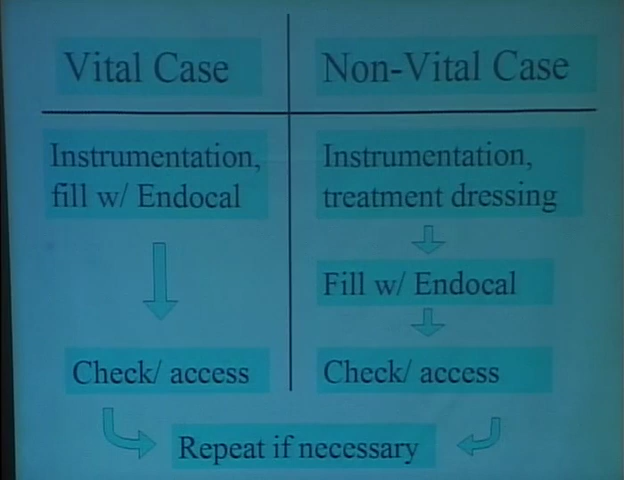 Vital Case
Non-Vital Case
Instrumentation,
fill w/ Endocal
Instrumentation,
treatment dressing
Fill w/ Endocal
Check/ access
Check/ access
Repeat if necessary